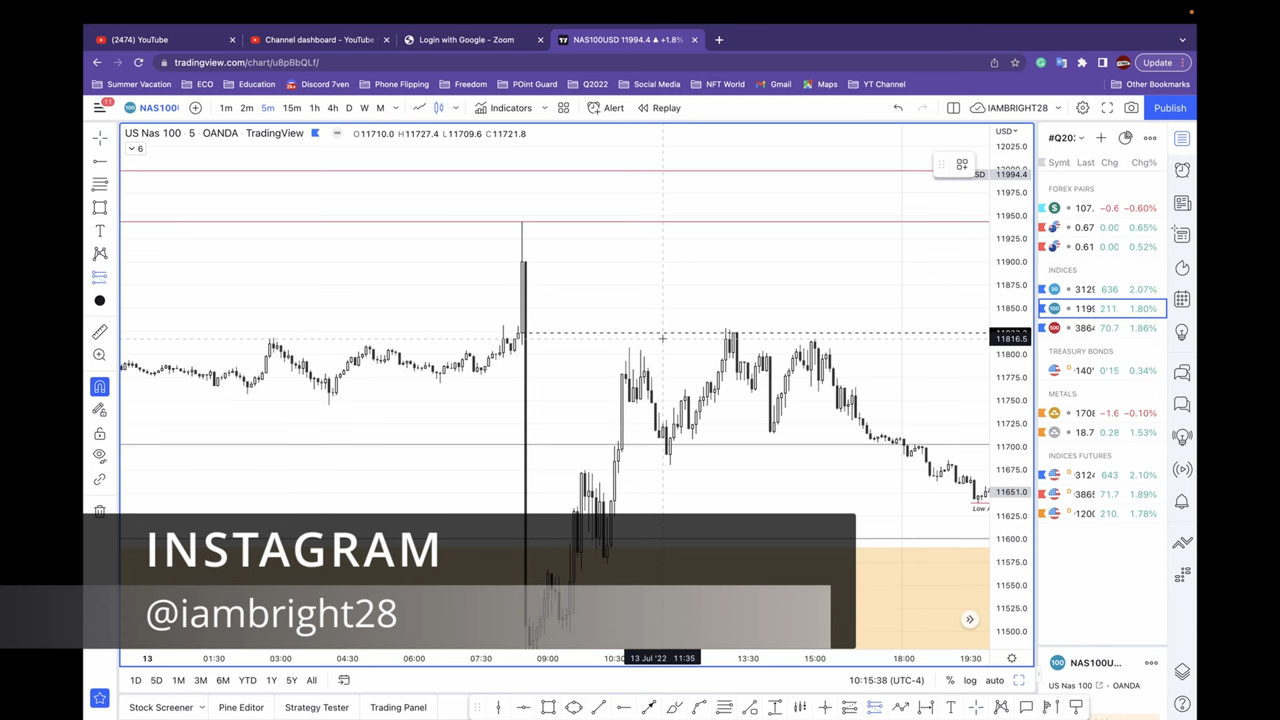 (2474) YouTube
Channel dashboard - YouTube
Login with Google - Zoom
NAS100USD 11994.4 ▲ +1.8%
tradingview.com/chart/u8pBbQLf/
Update
Summer Vacation
ECO
Education
Discord 7ven
Phone Flipping
Freedom
POint Guard
Q2022
Social Media
NFT World
Gmail
Maps
YT Channel
Other Bookmarks
11
NAS100
1m 2m 5m 15m 1h 4h D W M
Indicators
Alert
Replay
IAMBRIGHT28
Publish
US Nas 100 · 5 · OANDA · TradingView
O11710.0 H11727.4 L11709.6 C11721.8
6
USD
12025.0
11994.4
11975.0
11950.0
11925.0
11900.0
11875.0
11850.0
11816.5
11800.0
11775.0
11750.0
11725.0
11700.0
11675.0
11651.0
11625.0
11600.0
11575.0
11550.0
11525.0
11500.0
Low
#Q20
Last Chg Chg%
FOREX PAIRS
107. −0.6 −0.60%
0.67 0.00 0.65%
0.61 0.00 0.52%
INDICES
3129 636 2.07%
1199 211. 1.80%
3864 70.7 1.86%
TREASURY BONDS
140' 0'15 0.34%
METALS
1708 −1.6 −0.10%
18.7 0.28 1.53%
INDICES FUTURES
3124 643 2.10%
3865 71.7 1.89%
1200 210. 1.78%
INSTAGRAM
@iambright28
13 01:30 03:00 04:30 06:00 07:30 09:00 10:30 13 Jul '22 11:35 13:30 15:00 18:00 19:30
NAS100U...
US Nas 100 OANDA
1D 5D 1M 3M 6M YTD 1Y 5Y All
10:15:38 (UTC-4)
% log auto
Stock Screener
Pine Editor
Strategy Tester
Trading Panel